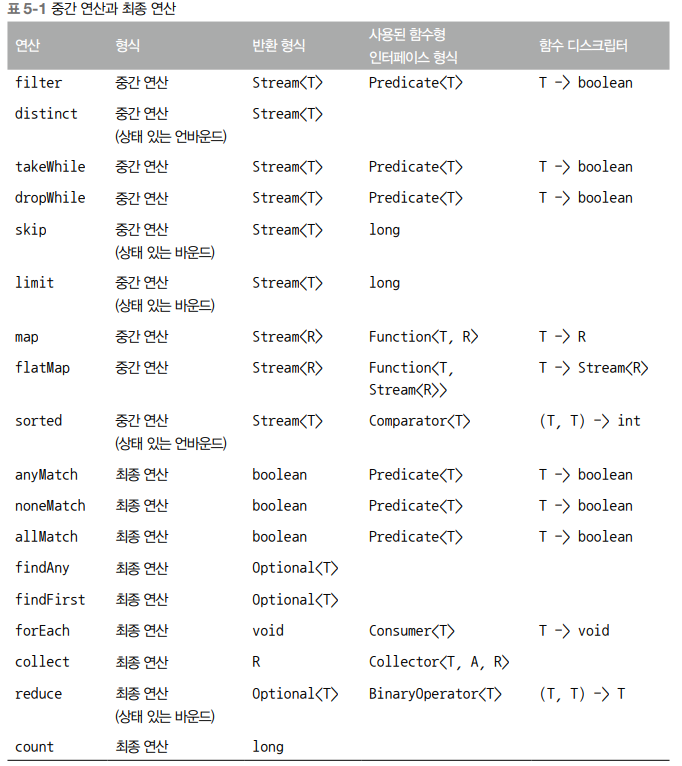 표 5-1 중간 연산과 최종 연산
연산 형식 반환 형식 사용된 함수형 인터페이스 형식 함수 디스크립터
filter 중간 연산 Stream<T> Predicate<T> T -> boolean
distinct 중간 연산 Stream<T>
(상태 있는 언바운드)
takeWhile 중간 연산 Stream<T> Predicate<T> T -> boolean
dropWhile 중간 연산 Stream<T> Predicate<T> T -> boolean
skip 중간 연산 Stream<T> long
(상태 있는 바운드)
limit 중간 연산 Stream<T> long
(상태 있는 바운드)
map 중간 연산 Stream<R> Function<T, R> T -> R
flatMap 중간 연산 Stream<R> Function<T, T -> Stream<R>
Stream<R>>
sorted 중간 연산 Stream<T> Comparator<T> (T, T) -> int
(상태 있는 언바운드)
anyMatch 최종 연산 boolean Predicate<T> T -> boolean
noneMatch 최종 연산 boolean Predicate<T> T -> boolean
allMatch 최종 연산 boolean Predicate<T> T -> boolean
findAny 최종 연산 Optional<T>
findFirst 최종 연산 Optional<T>
forEach 최종 연산 void Consumer<T> T -> void
collect 최종 연산 R Collector<T, A, R>
reduce 최종 연산 Optional<T> BinaryOperator<T> (T, T) -> T
(상태 있는 바운드)
count 최종 연산 long